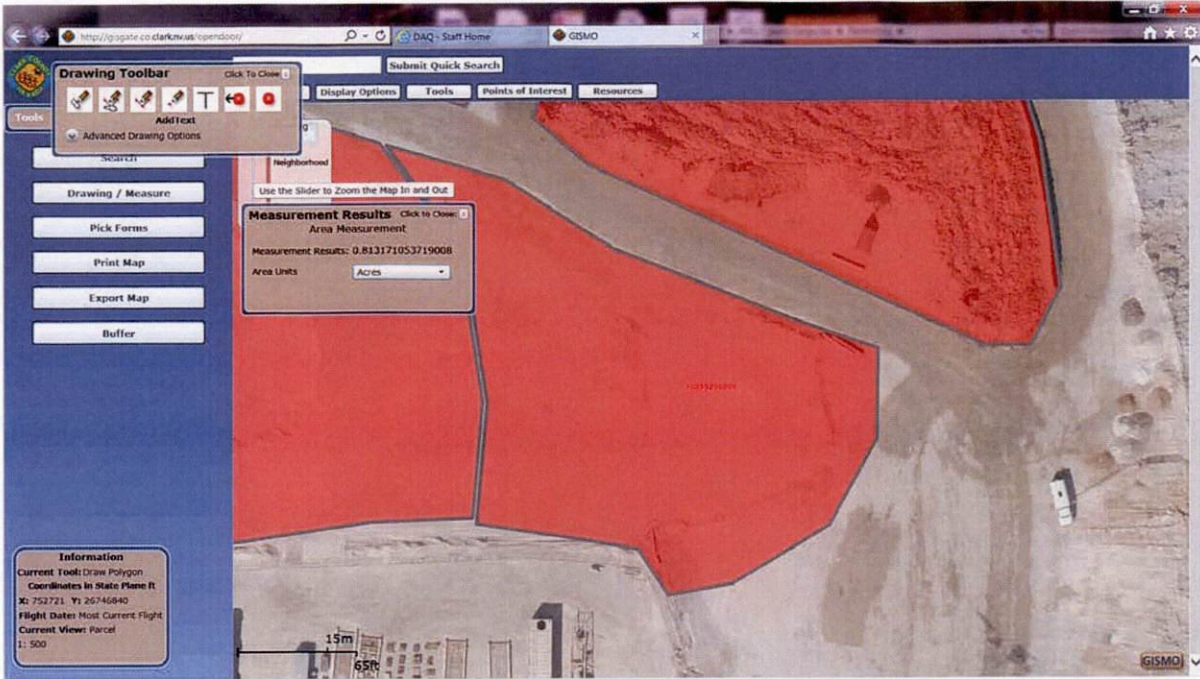 http://gisgate.co.clark.nv.us/opendoor/
DAQ - Staff Home
GISMO
Drawing Toolbar
Click To Close
AddText
Advanced Drawing Options
Submit Quick Search
Display Options
Tools
Points of Interest
Resources
Tools
Search
Drawing / Measure
Pick Forms
Print Map
Export Map
Buffer
Neighborhood
Use the Slider to Zoom the Map In and Out
Measurement Results
Click to Close:
Area Measurement
Measurement Results: 0.813171053719008
Area Units
Acres
Information
Current Tool: Draw Polygon
Coordinates in State Plane ft
X: 752721 Y: 26746840
Flight Date: Most Current Flight
Current View: Parcel
1: 500
15m
65ft
GISMO